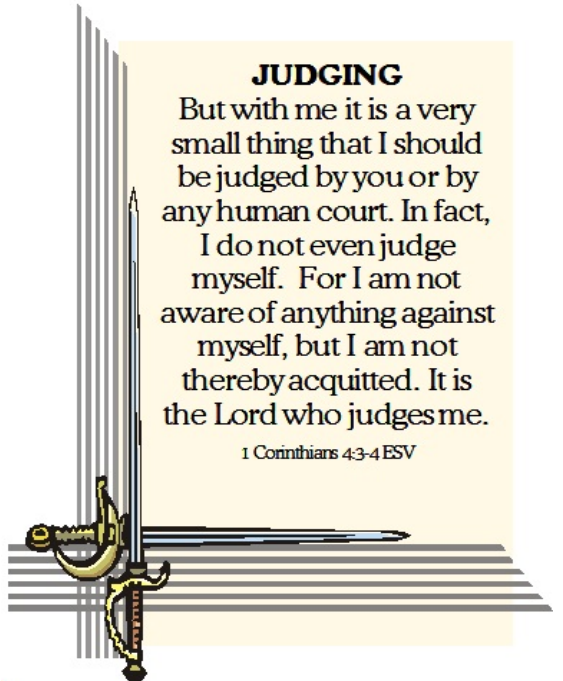 JUDGING
But with me it is a very
small thing that I should
be judged by you or by
any human court. In fact,
I do not even judge
myself.  For I am not
aware of anything against
myself, but I am not
thereby acquitted. It is
the Lord who judges me.
1 Corinthians 4:3-4 ESV